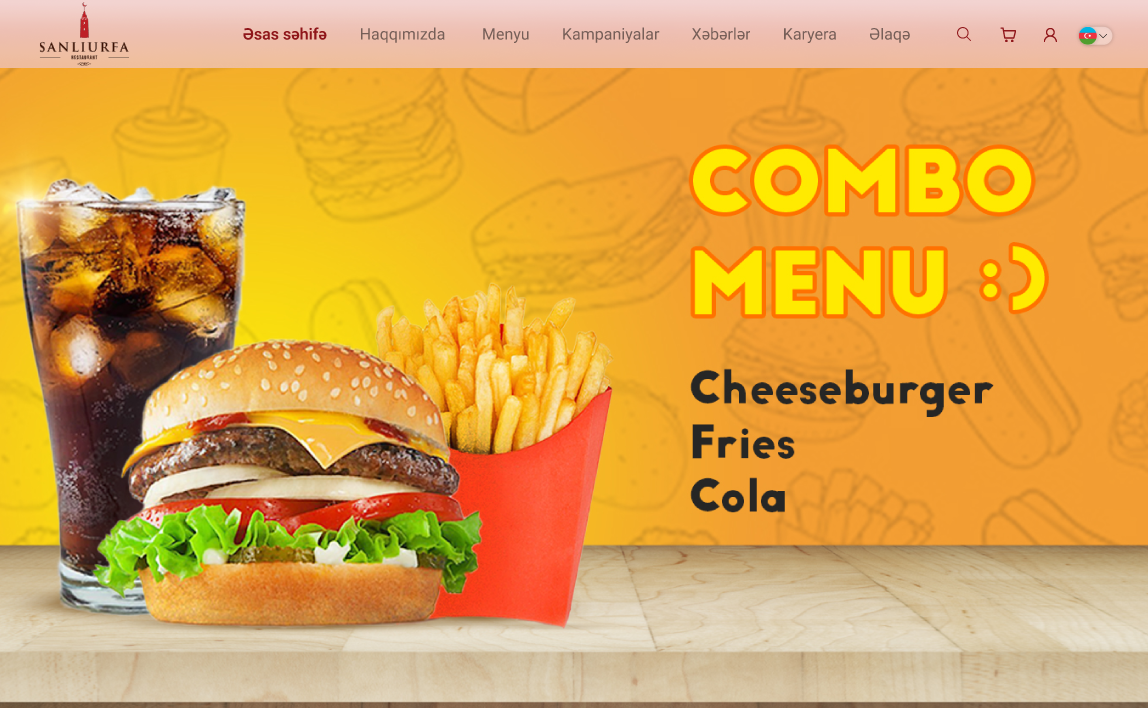 SANLIURFA
RESTAURANT
Əsas səhifə
Haqqımızda
Menyu
Kampaniyalar
Xəbərlər
Karyera
Əlaqə
COMBO
MENU :)
Cheeseburger
Fries
Cola